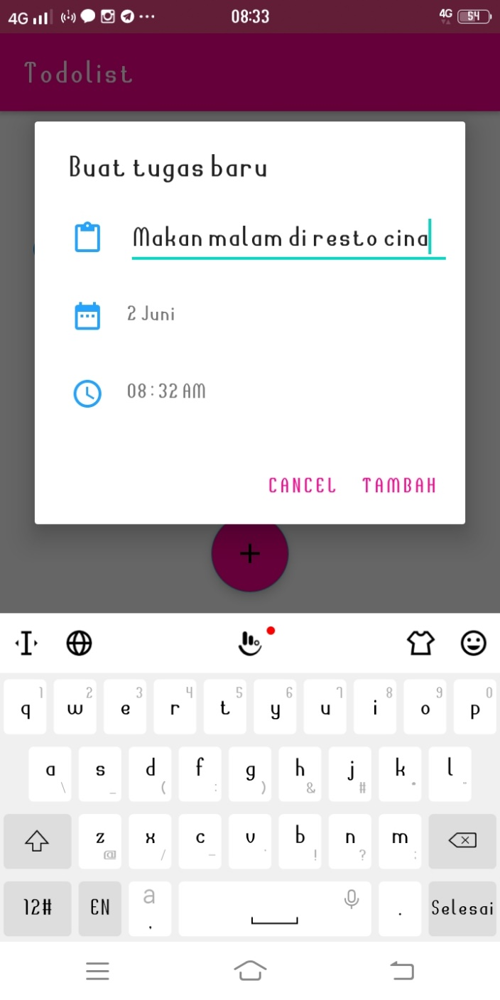 4G 08:33 4G 54
Todolist
Buat tugas baru
Makan malam di resto cina
2 Juni
08:32 AM
CANCEL TAMBAH
1 2 3 4 5 6 7 8 9 0
q w e r t y u i o p
a s d f g h j k l
\ _ ( : ) & # * "
z x c v b n m
@ / - ' ! ? :
12# EN a , . Selesai